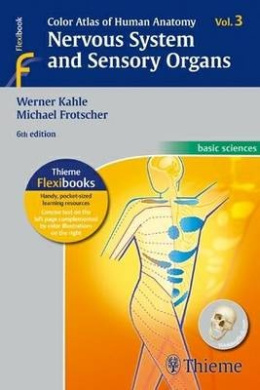 Flexibook
f
Color Atlas of Human Anatomy
Vol. 3
Nervous System
and Sensory Organs
Werner Kahle
Michael Frotscher
6th edition
basic sciences
Thieme
Flexibooks
Handy, pocket-sized
learning resources
Concise text on the
left page complemented
by color illustrations
on the right
Thieme